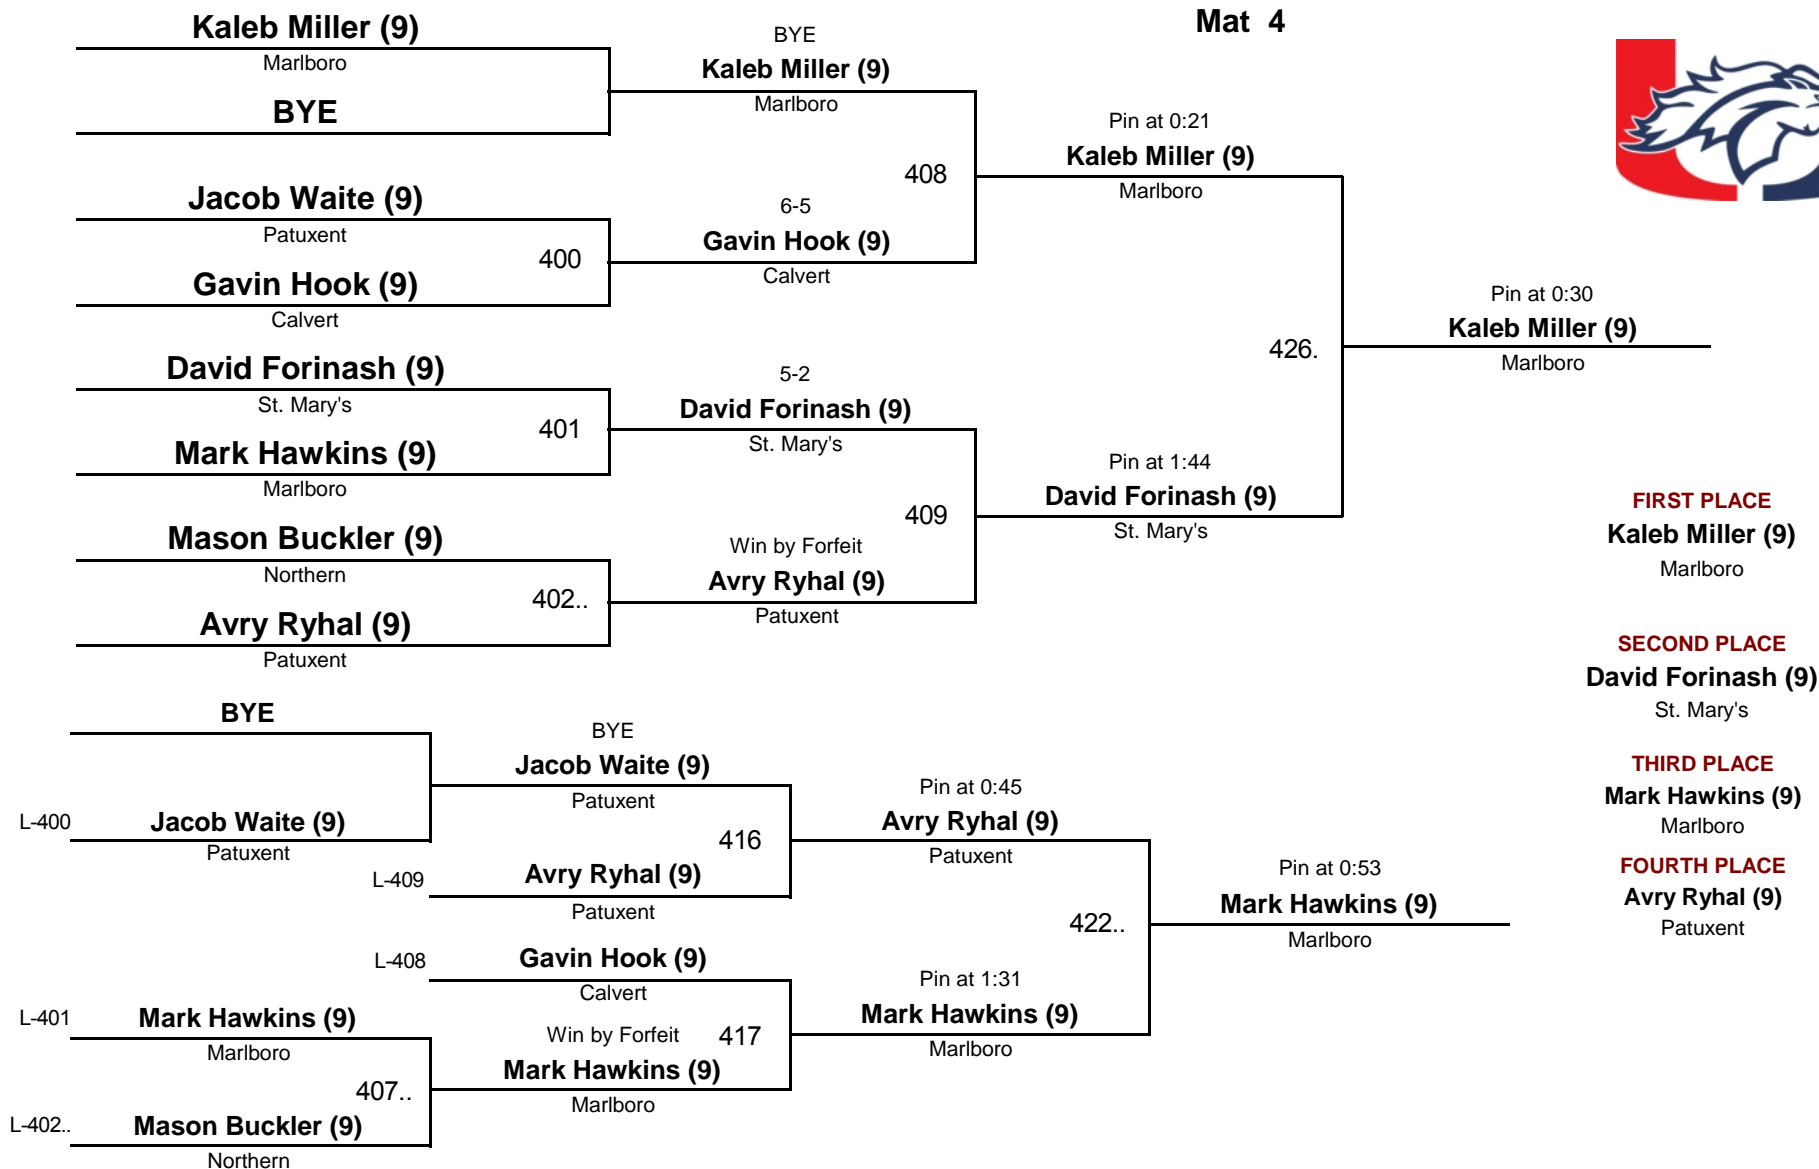 Mat 4
Kaleb Miller (9)
Marlboro
BYE
Jacob Waite (9)
Patuxent
400
Gavin Hook (9)
Calvert
David Forinash (9)
St. Mary's
401
Mark Hawkins (9)
Marlboro
Mason Buckler (9)
Northern
402..
Avry Ryhal (9)
Patuxent
BYE
Kaleb Miller (9)
Marlboro
408
6-5
Gavin Hook (9)
Calvert
5-2
David Forinash (9)
St. Mary's
409
Win by Forfeit
Avry Ryhal (9)
Patuxent
Pin at 0:21
Kaleb Miller (9)
Marlboro
426.
Pin at 1:44
David Forinash (9)
St. Mary's
Pin at 0:30
Kaleb Miller (9)
Marlboro
FIRST PLACE
Kaleb Miller (9)
Marlboro
SECOND PLACE
David Forinash (9)
St. Mary's
THIRD PLACE
Mark Hawkins (9)
Marlboro
FOURTH PLACE
Avry Ryhal (9)
Patuxent
BYE
L-400
Jacob Waite (9)
Patuxent
L-401
Mark Hawkins (9)
Marlboro
407..
L-402..
Mason Buckler (9)
Northern
BYE
Jacob Waite (9)
Patuxent
416
L-409
Avry Ryhal (9)
Patuxent
L-408
Gavin Hook (9)
Calvert
Win by Forfeit
417
Mark Hawkins (9)
Marlboro
Pin at 0:45
Avry Ryhal (9)
Patuxent
422..
Pin at 1:31
Mark Hawkins (9)
Marlboro
Pin at 0:53
Mark Hawkins (9)
Marlboro